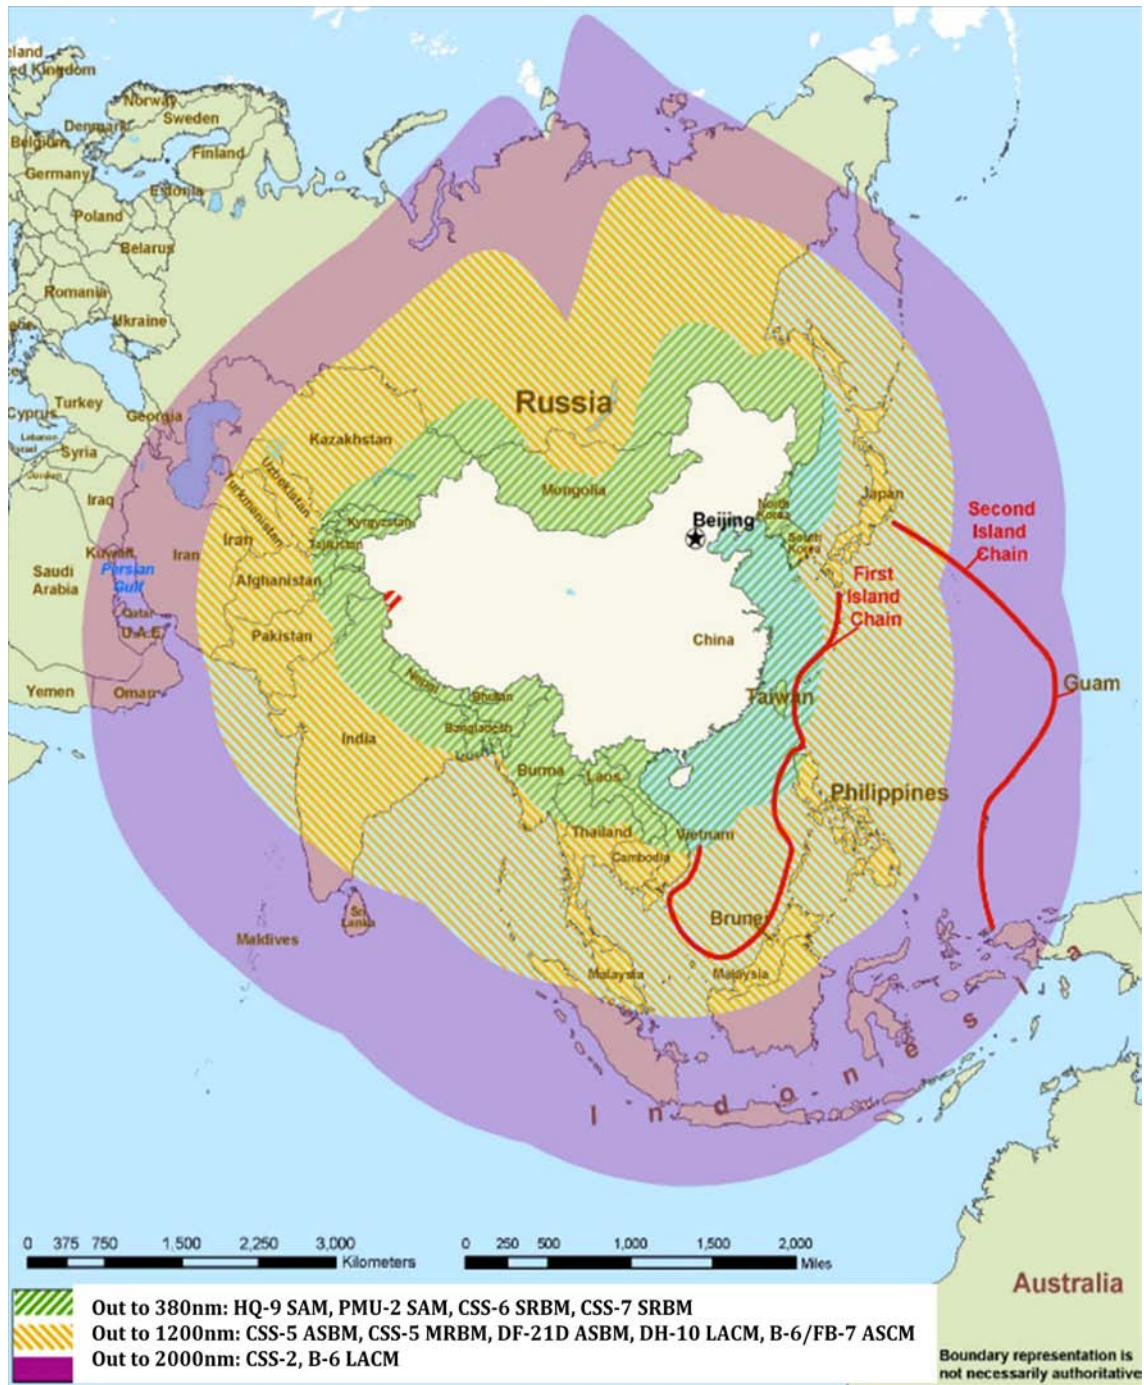 eland
ed Kingdom
Norway
Sweden
Denmark
Finland
Belgium
Germany
Estonia
Poland
Belarus
Romania
Ukraine
Turkey
Georgia
Cyprus
Lebanon
Israel
Syria
Jordan
Iraq
Kuwait
Persian
Gulf
Iran
Saudi
Arabia
Qatar
U.A.E
Yemen
Oman
Russia
Kazakhstan
Uzbekistan
Turkmenistan
Iran
Kyrgyzstan
Tajikistan
Afghanistan
Pakistan
Mongolia
Beijing
North
Korea
South
Korea
Japan
Second
Island
Chain
First
Island
Chain
China
Taiwan
Guam
Nepal
Bhutan
Bangladesh
India
Burma
Laos
Thailand
Vietnam
Cambodia
Philippines
Sri
Lanka
Maldives
Brunei
Malaysia
Malaysia
Indonesia
Australia
0 375 750 1,500 2,250 3,000
Kilometers
0 250 500 1,000 1,500 2,000
Miles
Out to 380nm: HQ-9 SAM, PMU-2 SAM, CSS-6 SRBM, CSS-7 SRBM
Out to 1200nm: CSS-5 ASBM, CSS-5 MRBM, DF-21D ASBM, DH-10 LACM, B-6/FB-7 ASCM
Out to 2000nm: CSS-2, B-6 LACM
Boundary representation is
not necessarily authoritative